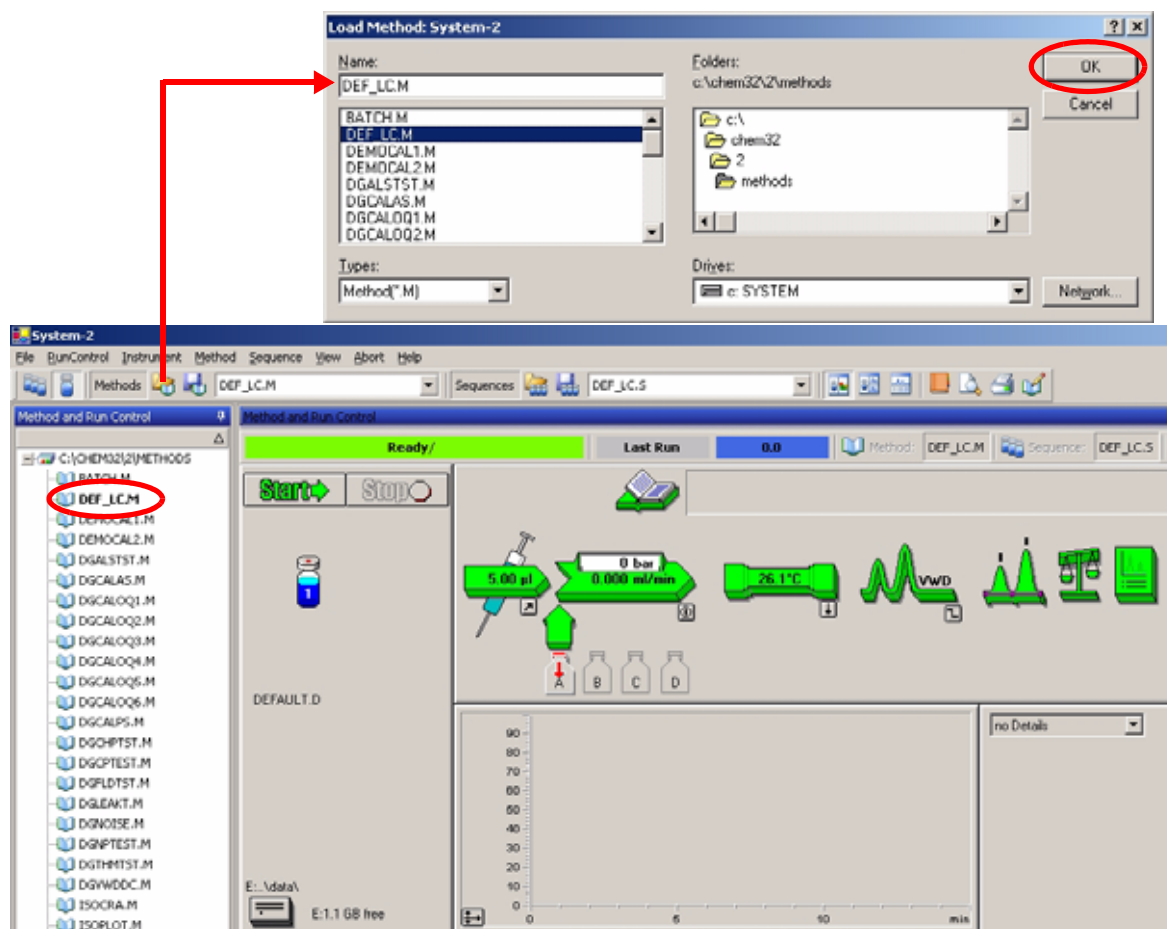 Load Method: System-2
Name:
DEF_LC.M
BATCH.M
DEF_LC.M
DEMOCAL1.M
DEMOCAL2.M
DGALSTST.M
DGCALAS.M
DGCALOQ1.M
DGCALOQ2.M
Types:
Method(*.M)
Folders:
c:\chem32\2\methods
c:\
chem32
2
methods
Drives:
c: SYSTEM
OK
Cancel
Network...
System-2
File RunControl Instrument Method Sequence View Abort Help
Methods DEF_LC.M Sequences DEF_LC.S
Method and Run Control
C:\CHEM32\2\METHODS
BATCH.M
DEF_LC.M
DEMOCAL1.M
DEMOCAL2.M
DGALSTST.M
DGCALAS.M
DGCALOQ1.M
DGCALOQ2.M
DGCALOQ3.M
DGCALOQ4.M
DGCALOQ5.M
DGCALOQ6.M
DGCALPS.M
DGCHPTST.M
DGCPTEST.M
DGFLDTST.M
DGLEAKT.M
DGNOISE.M
DGNPTEST.M
DGTHMTST.M
DGVWDDC.M
ISOCRA.M
ISOPLOT.M
Method and Run Control
Ready/ Last Run 0.0 Method: DEF_LC.M Sequence: DEF_LC.S
Start Stop
1
DEFAULT.D
E:..\data\
E:1.1 GB free
5.00 µl
0 bar
0.000 ml/min
26.1°C
VWD
A B C D
no Details
90
80
70
60
50
40
30
20
10
0
0 5 10 min